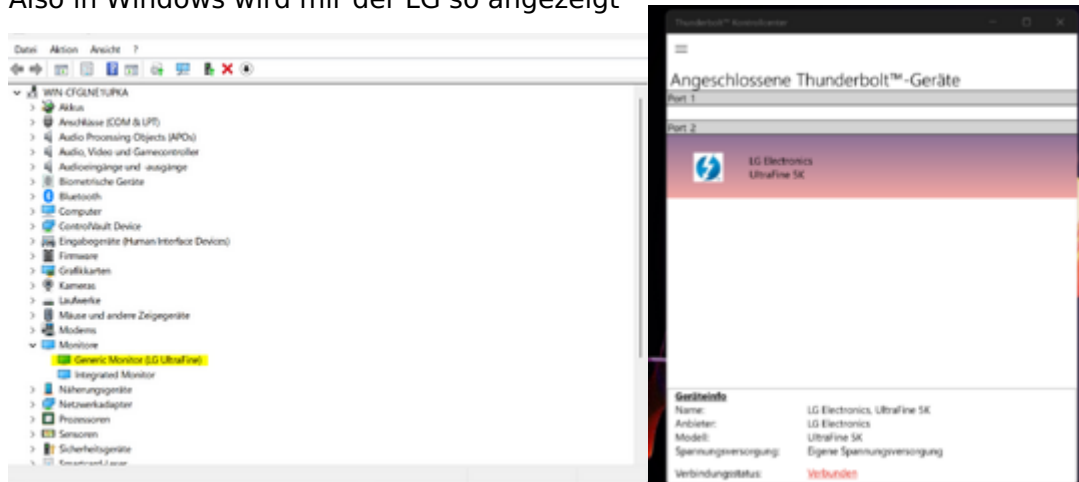 Also in Windows wird mir der LG so angezeigt
Datei Aktion Ansicht ?
WIN-CFGLNE1UPKA
Akkus
Anschlüsse (COM & LPT)
Audio Processing Objects (APOs)
Audio, Video und Gamecontroller
Audioeingänge und -ausgänge
Biometrische Geräte
Bluetooth
Computer
ControlVault Device
Eingabegeräte (Human Interface Devices)
Firmware
Grafikkarten
Kameras
Laufwerke
Mäuse und andere Zeigegeräte
Modems
Monitore
Generic Monitor (LG UltraFine)
Integrated Monitor
Näherungsgeräte
Netzwerkadapter
Prozessoren
Sensoren
Sicherheitsgeräte
Smartcard-Leser
Thunderbolt™ Kontrollcenter
Angeschlossene Thunderbolt™-Geräte
Port 1
Port 2
LG Electronics
UltraFine 5K
Geräteinfo
Name: LG Electronics, UltraFine 5K
Anbieter: LG Electronics
Modell: UltraFine 5K
Spannungsversorgung: Eigene Spannungsversorgung
Verbindungsstatus: Verbunden